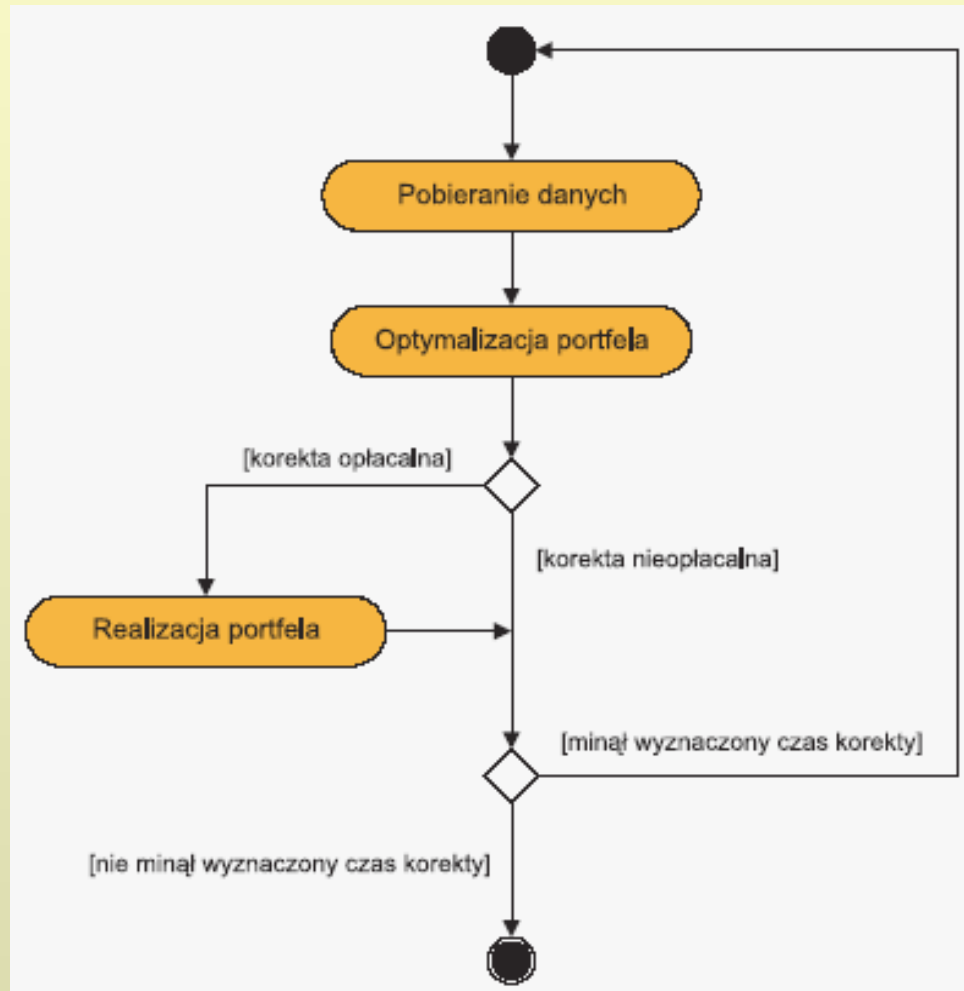 Pobieranie danych
Optymalizacja portfela
[korekta opłacalna]
[korekta nieopłacalna]
Realizacja portfela
[minął wyznaczony czas korekty]
[nie minął wyznaczony czas korekty]